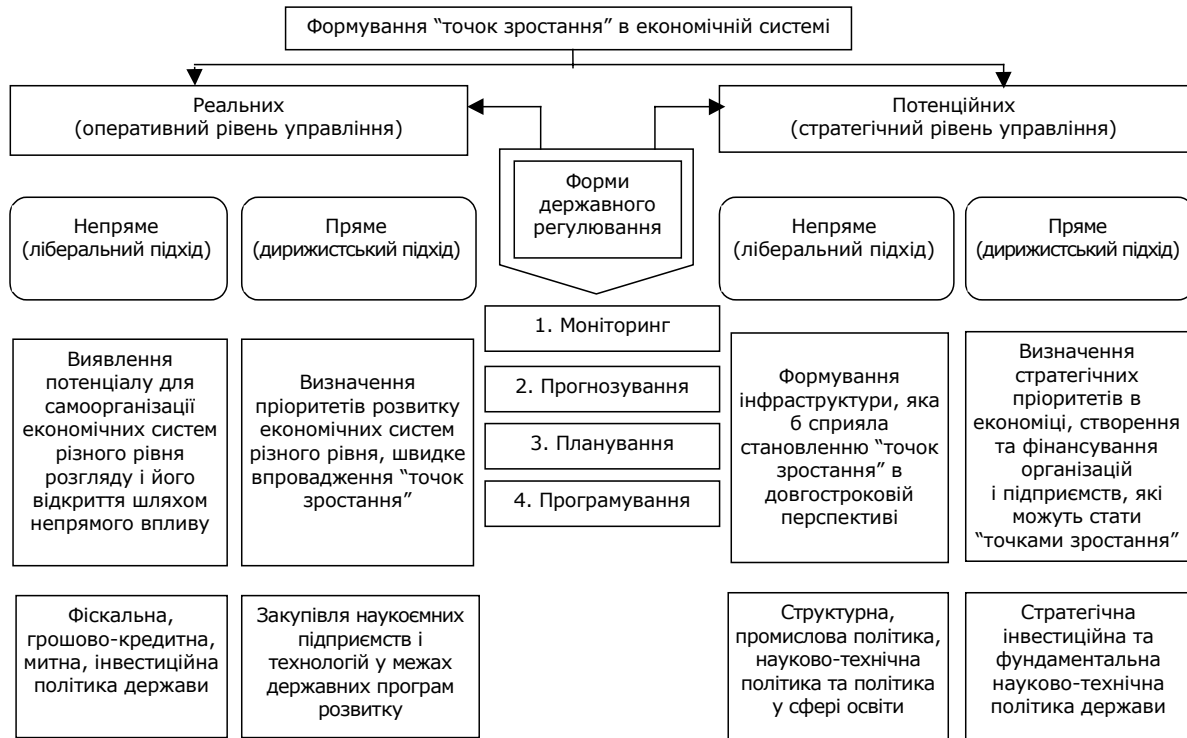 Формування “точок зростання” в економічній системі
Реальних
(оперативний рівень управління)
Потенційних
(стратегічний рівень управління)
Форми
державного
регулювання
Непряме
(ліберальний підхід)
Пряме
(дирижистський підхід)
Непряме
(ліберальний підхід)
Пряме
(дирижистський підхід)
1. Моніторинг
2. Прогнозування
3. Планування
4. Програмування
Виявлення
потенціалу для
самоорганізації
економічних систем
різного рівня
розгляду і його
відкриття шляхом
непрямого впливу
Визначення
пріоритетів розвитку
економічних систем
різного рівня, швидке
впровадження “точок
зростання”
Формування
інфраструктури, яка
б сприяла
становленню “точок
зростання” в
довгостроковій
перспективі
Визначення
стратегічних
пріоритетів в
економіці, створення
та фінансування
організацій
і підприємств, які
можуть стати
“точками зростання”
Фіскальна,
грошово-кредитна,
митна, інвестиційна
політика держави
Закупівля наукоємних
підприємств і
технологій у межах
державних програм
розвитку
Структурна,
промислова політика,
науково-технічна
політика та політика
у сфері освіти
Стратегічна
інвестиційна та
фундаментальна
науково-технічна
політика держави